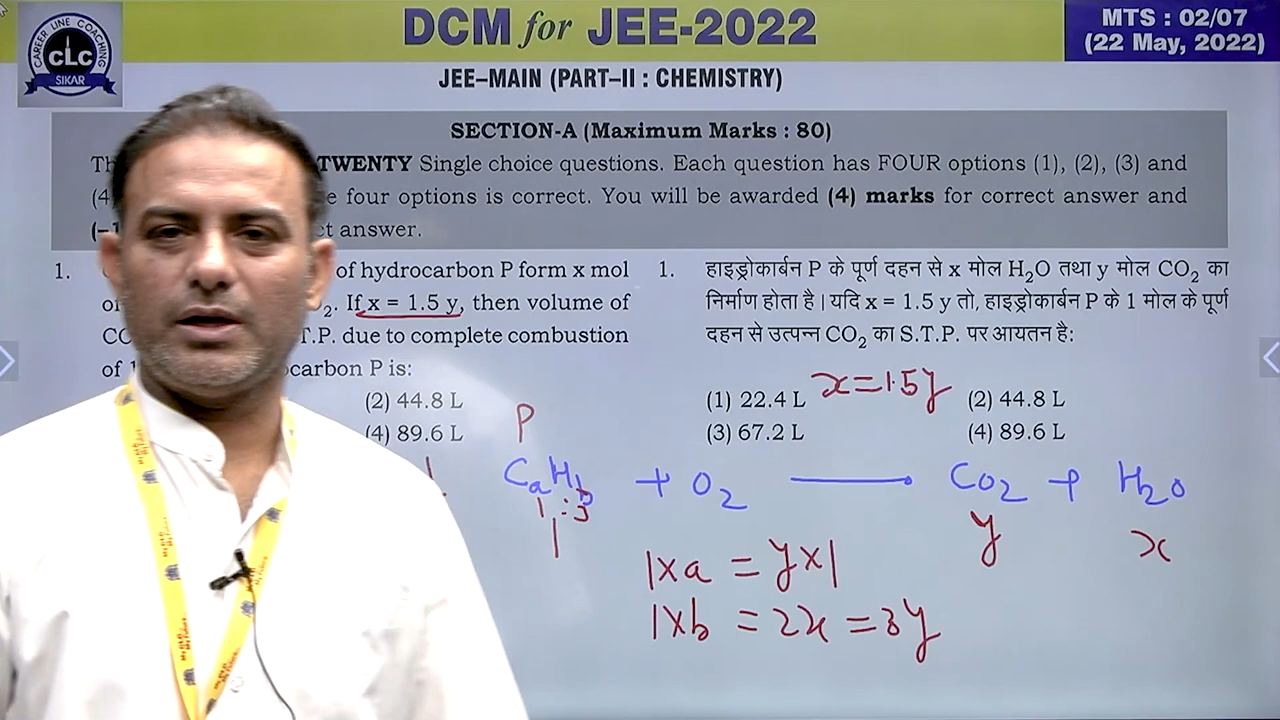 DCM for JEE-2022
MTS : 02/07
(22 May, 2022)
CAREER LINE COACHING
CLC
SIKAR
JEE–MAIN (PART–II : CHEMISTRY)
SECTION-A (Maximum Marks : 80)
TWENTY Single choice questions. Each question has FOUR options (1), (2), (3) and
four options is correct. You will be awarded (4) marks for correct answer and
answer.
1. of hydrocarbon P form x mol
If x = 1.5 y, then volume of
S.T.P. due to complete combustion
of P is:
(2) 44.8 L
(4) 89.6 L
1. हाइड्रोकार्बन P के पूर्ण दहन से x मोल H₂O तथा y मोल CO₂ का
निर्माण होता है। यदि x = 1.5 y तो, हाइड्रोकार्बन P के 1 मोल के पूर्ण
दहन से उत्पन्न CO₂ का S.T.P. पर आयतन है:
(1) 22.4 L (2) 44.8 L
(3) 67.2 L (4) 89.6 L
x=1.5y
P
CaHb + O₂ ⟶ CO₂ + H₂O
1:3
1 y x
1×a = y×1
1×b = 2x = 3y